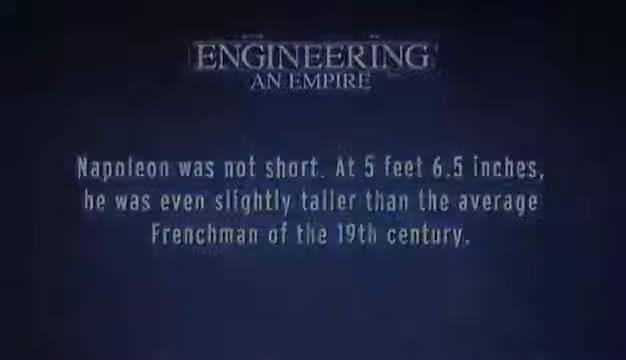 ENGINEERING
AN EMPIRE
Napoleon was not short. At 5 feet 6.5 inches,
he was even slightly taller than the average
Frenchman of the 19th century.